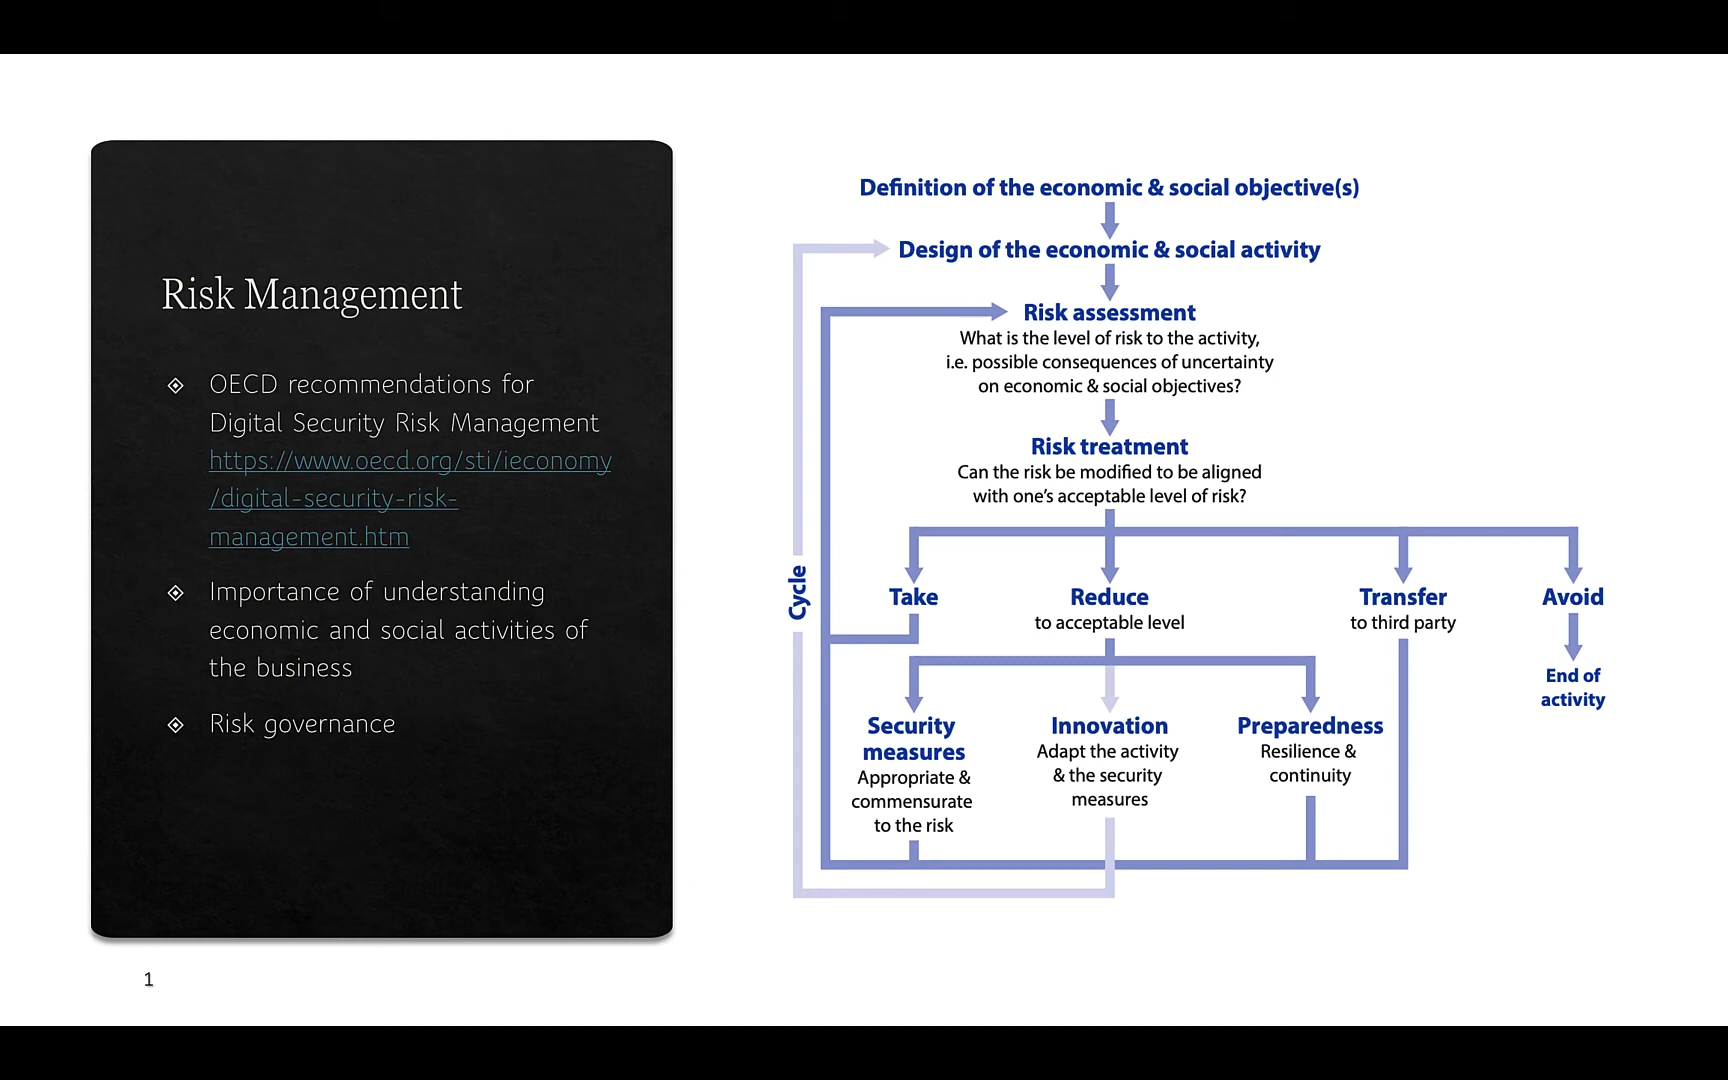 Risk Management
OECD recommendations for
Digital Security Risk Management
https://www.oecd.org/sti/ieconomy
/digital-security-risk-
management.htm
Importance of understanding
economic and social activities of
the business
Risk governance
1
Definition of the economic & social objective(s)
Design of the economic & social activity
Risk assessment
What is the level of risk to the activity,
i.e. possible consequences of uncertainty
on economic & social objectives?
Risk treatment
Can the risk be modified to be aligned
with one’s acceptable level of risk?
Cycle
Take
Reduce
to acceptable level
Transfer
to third party
Avoid
End of
activity
Security
measures
Appropriate &
commensurate
to the risk
Innovation
Adapt the activity
& the security
measures
Preparedness
Resilience &
continuity